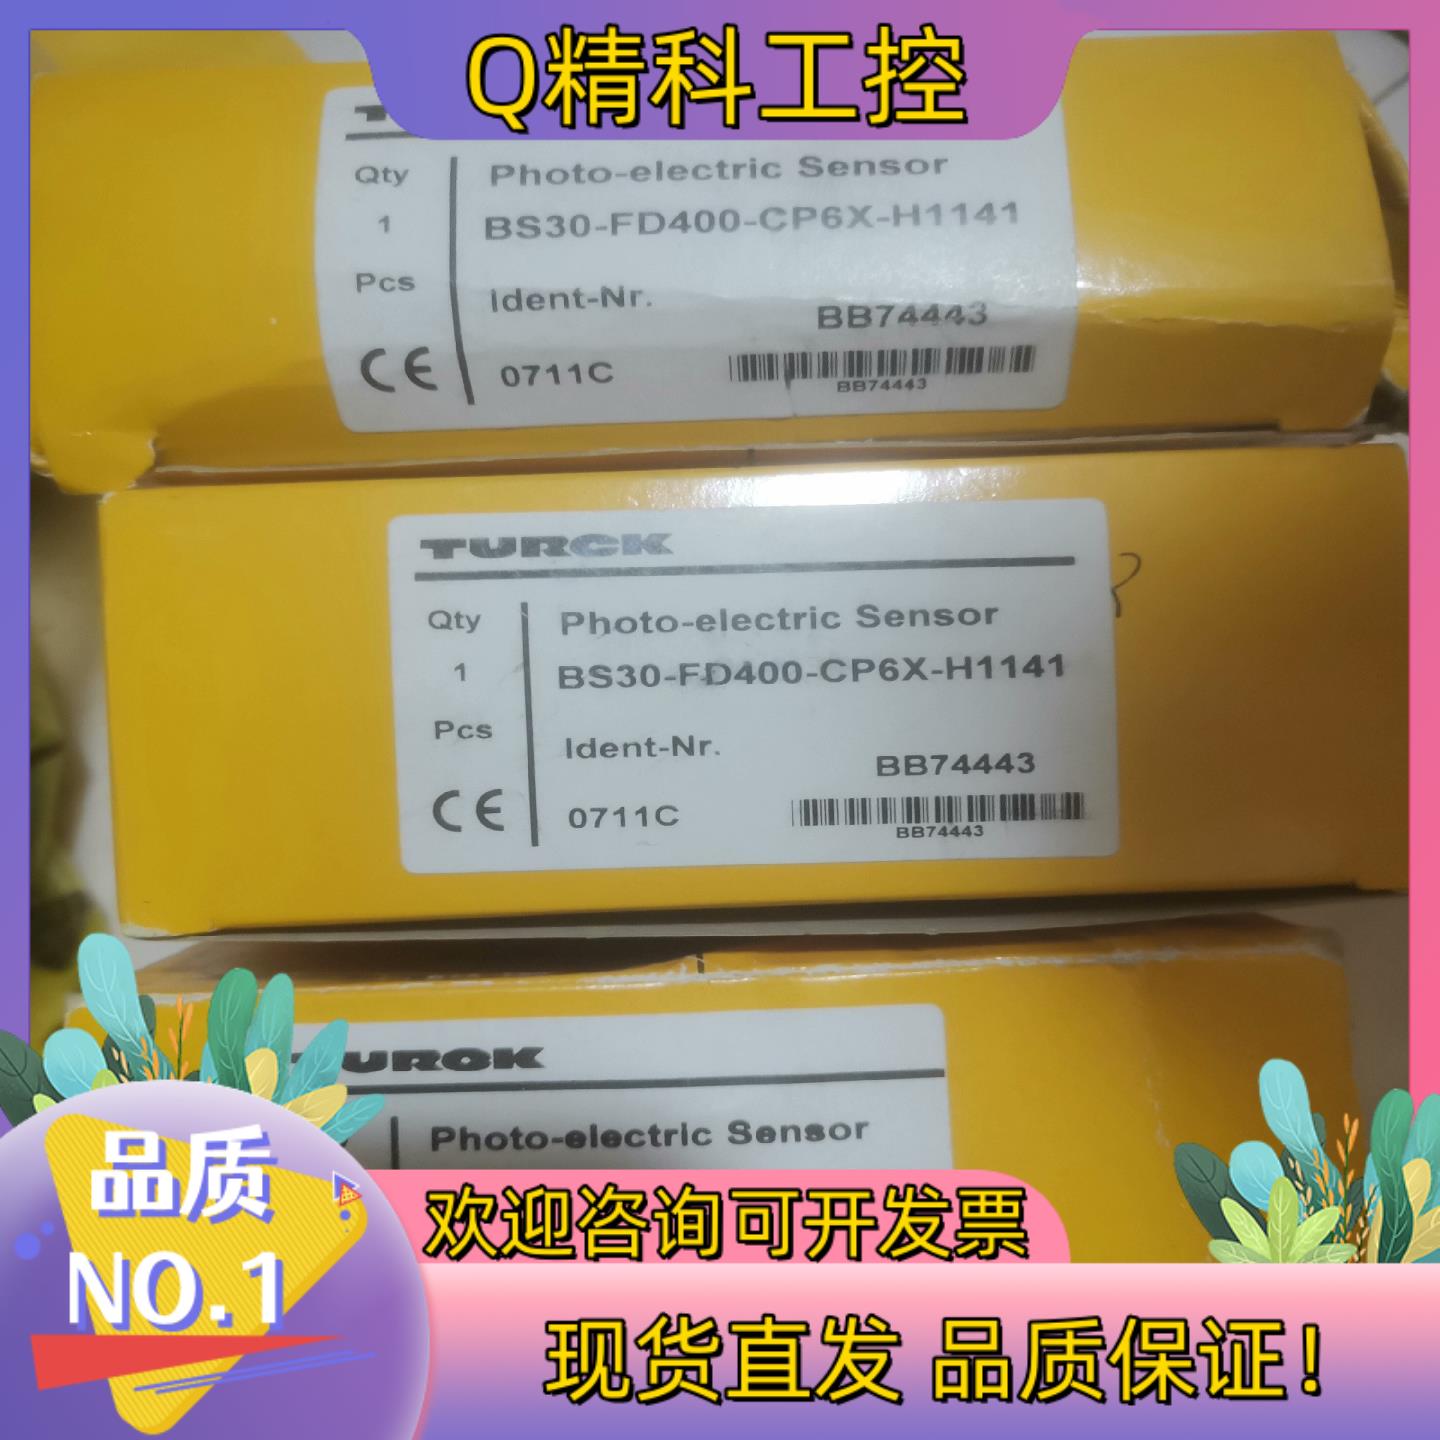 Q精科工控
Qty
1
Pcs
CE
Photo-electric Sensor
BS30-FD400-CP6X-H1141
Ident-Nr.
BB74443
0711C
BB74443
TURCK
Qty
1
Pcs
CE
Photo-electric Sensor
BS30-FD400-CP6X-H1141
Ident-Nr.
BB74443
0711C
BB74443
TURCK
Photo-electric Sensor
品质
NO.1
欢迎咨询可开发票
现货直发 品质保证!